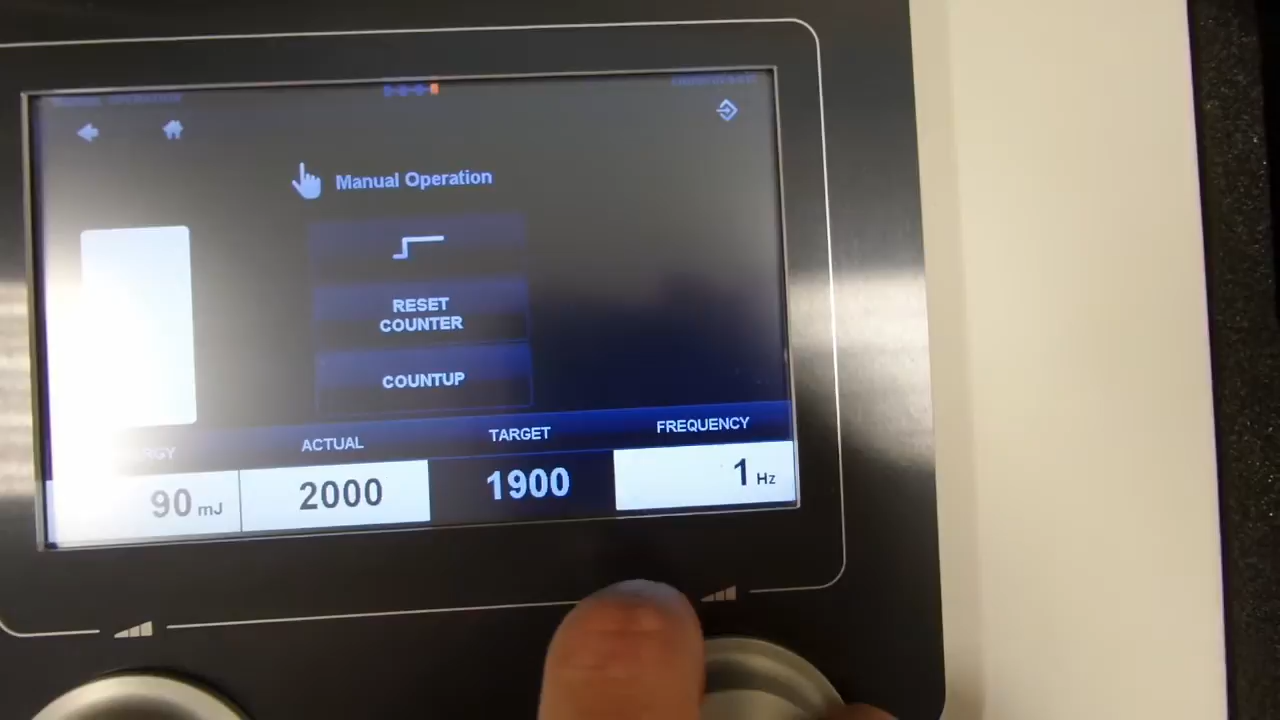 Manual Operation
RESET
COUNTER
COUNTUP
ACTUAL
TARGET
FREQUENCY
90 mJ
2000
1900
1 Hz